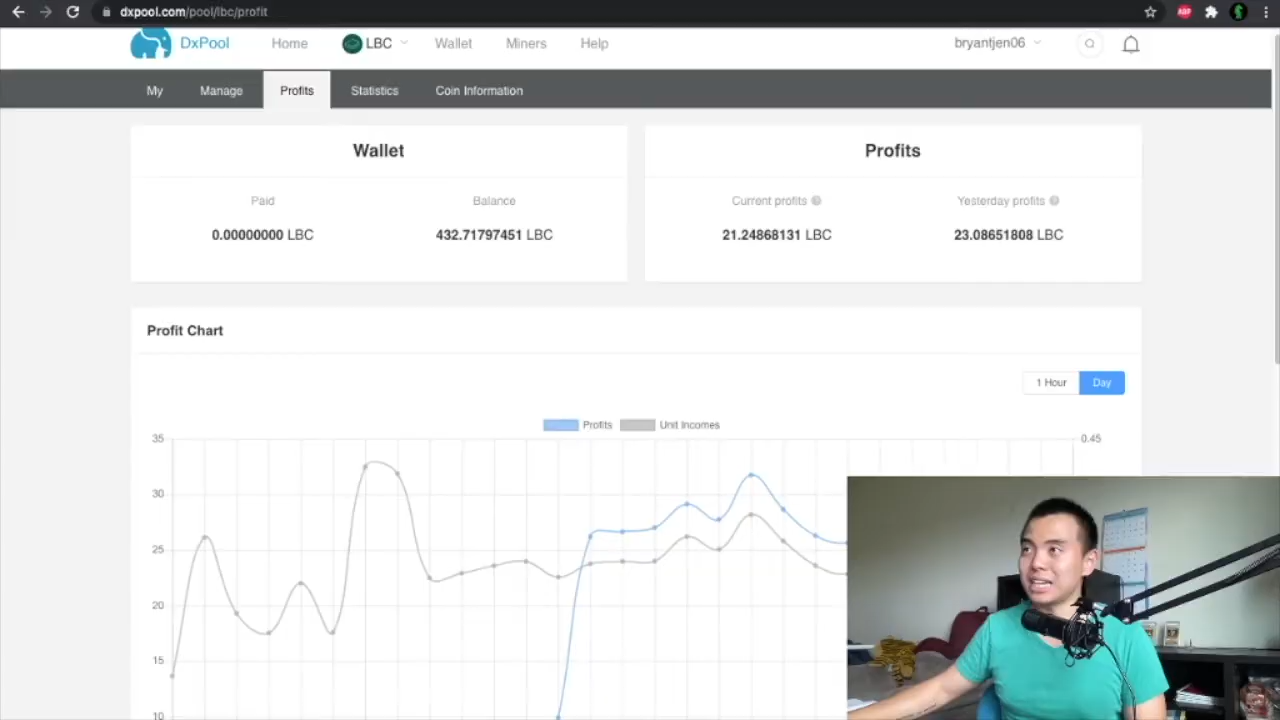 dxpool.com/pool/lbc/profit
ABP
DxPool Home LBC Wallet Miners Help bryantjen06
My Manage Profits Statistics Coin Information
Wallet
Paid Balance
0.00000000 LBC 432.71797451 LBC
Profits
Current profits Yesterday profits
21.24868131 LBC 23.08651808 LBC
Profit Chart
1 Hour Day
Profits Unit Incomes
35 0.45
30
25
20
15
10